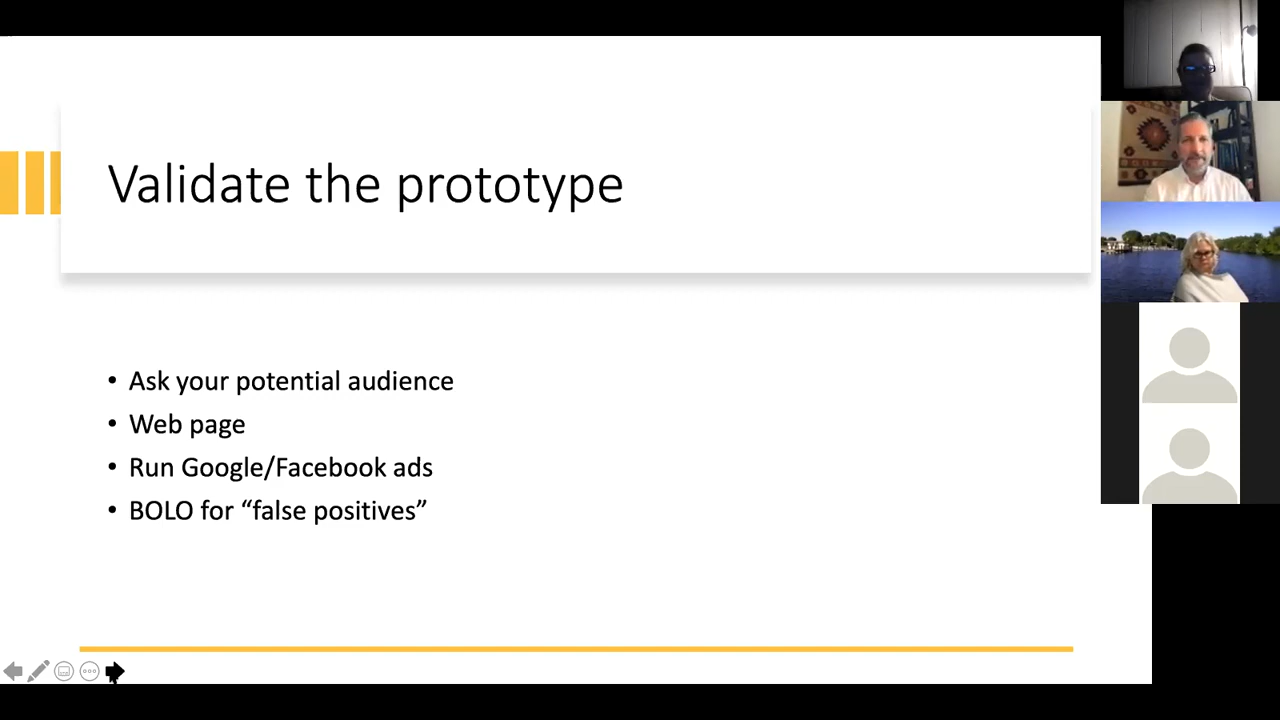 Validate the prototype
• Ask your potential audience
• Web page
• Run Google/Facebook ads
• BOLO for “false positives”